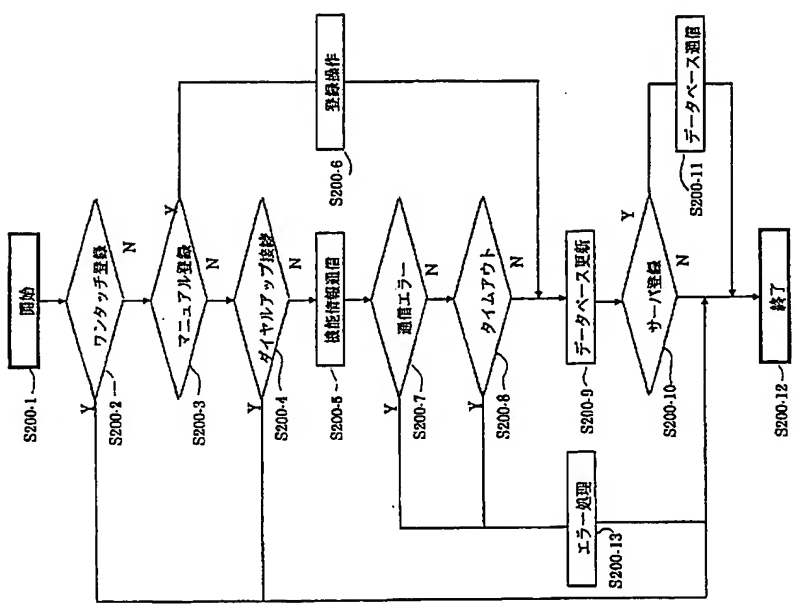 開始
S200-1
ワンタッチ登録
S200-2
Y
N
マニュアル登録
S200-3
Y
N
ダイヤルアップ接続
S200-4
Y
N
機能情報通信
S200-5
登録操作
S200-6
通信エラー
S200-7
Y
N
タイムアウト
S200-8
Y
N
データベース更新
S200-9
サーバ登録
S200-10
Y
N
データベース通信
S200-11
エラー処理
S200-13
終了
S200-12